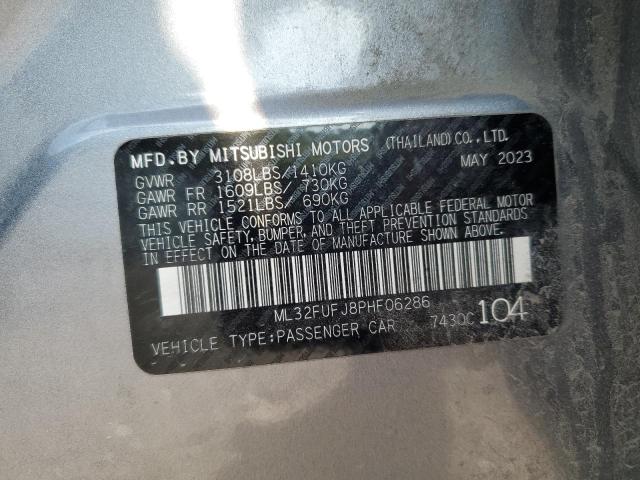 MFD.BY MITSUBISHI MOTORS (THAILAND)CO.,LTD.
MAY 2023
GVWR 3108LBS/1410KG
GAWR FR 1609LBS/ 730KG
GAWR RR 1521LBS/ 690KG
THIS VEHICLE CONFORMS TO ALL APPLICABLE FEDERAL MOTOR
VEHICLE SAFETY, BUMPER, AND THEFT PREVENTION STANDARDS
IN EFFECT ON THE DATE OF MANUFACTURE SHOWN ABOVE.
ML32FUFJ8PHF06286
VEHICLE TYPE:PASSENGER CAR 7430C 104